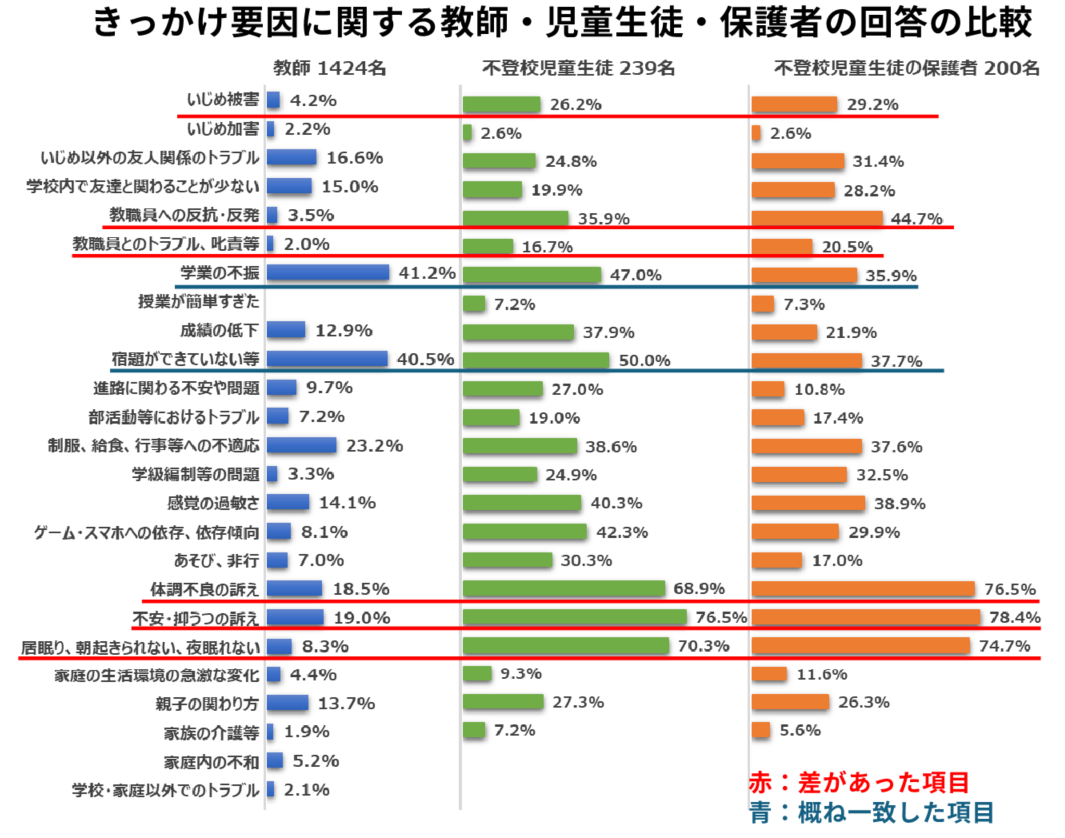 きっかけ要因に関する教師・児童生徒・保護者の回答の比較
教師 1424名 不登校児童生徒 239名 不登校児童生徒の保護者 200名
いじめ被害 4.2% 26.2% 29.2%
いじめ加害 2.2% 2.6% 2.6%
いじめ以外の友人関係のトラブル 16.6% 24.8% 31.4%
学校内で友達と関わることが少ない 15.0% 19.9% 28.2%
教職員への反抗・反発 3.5% 35.9% 44.7%
教職員とのトラブル、叱責等 2.0% 16.7% 20.5%
学業の不振 41.2% 47.0% 35.9%
授業が簡単すぎた 7.2% 7.3%
成績の低下 12.9% 37.9% 21.9%
宿題ができていない等 40.5% 50.0% 37.7%
進路に関わる不安や問題 9.7% 27.0% 10.8%
部活動等におけるトラブル 7.2% 19.0% 17.4%
制服、給食、行事等への不適応 23.2% 38.6% 37.6%
学級編制等の問題 3.3% 24.9% 32.5%
感覚の過敏さ 14.1% 40.3% 38.9%
ゲーム・スマホへの依存、依存傾向 8.1% 42.3% 29.9%
あそび、非行 7.0% 30.3% 17.0%
体調不良の訴え 18.5% 68.9% 76.5%
不安・抑うつの訴え 19.0% 76.5% 78.4%
居眠り、朝起きられない、夜眠れない 8.3% 70.3% 74.7%
家庭の生活環境の急激な変化 4.4% 9.3% 11.6%
親子の関わり方 13.7% 27.3% 26.3%
家族の介護等 1.9% 7.2% 5.6%
家庭内の不和 5.2%
学校・家庭以外でのトラブル 2.1%
赤：差があった項目
青：概ね一致した項目